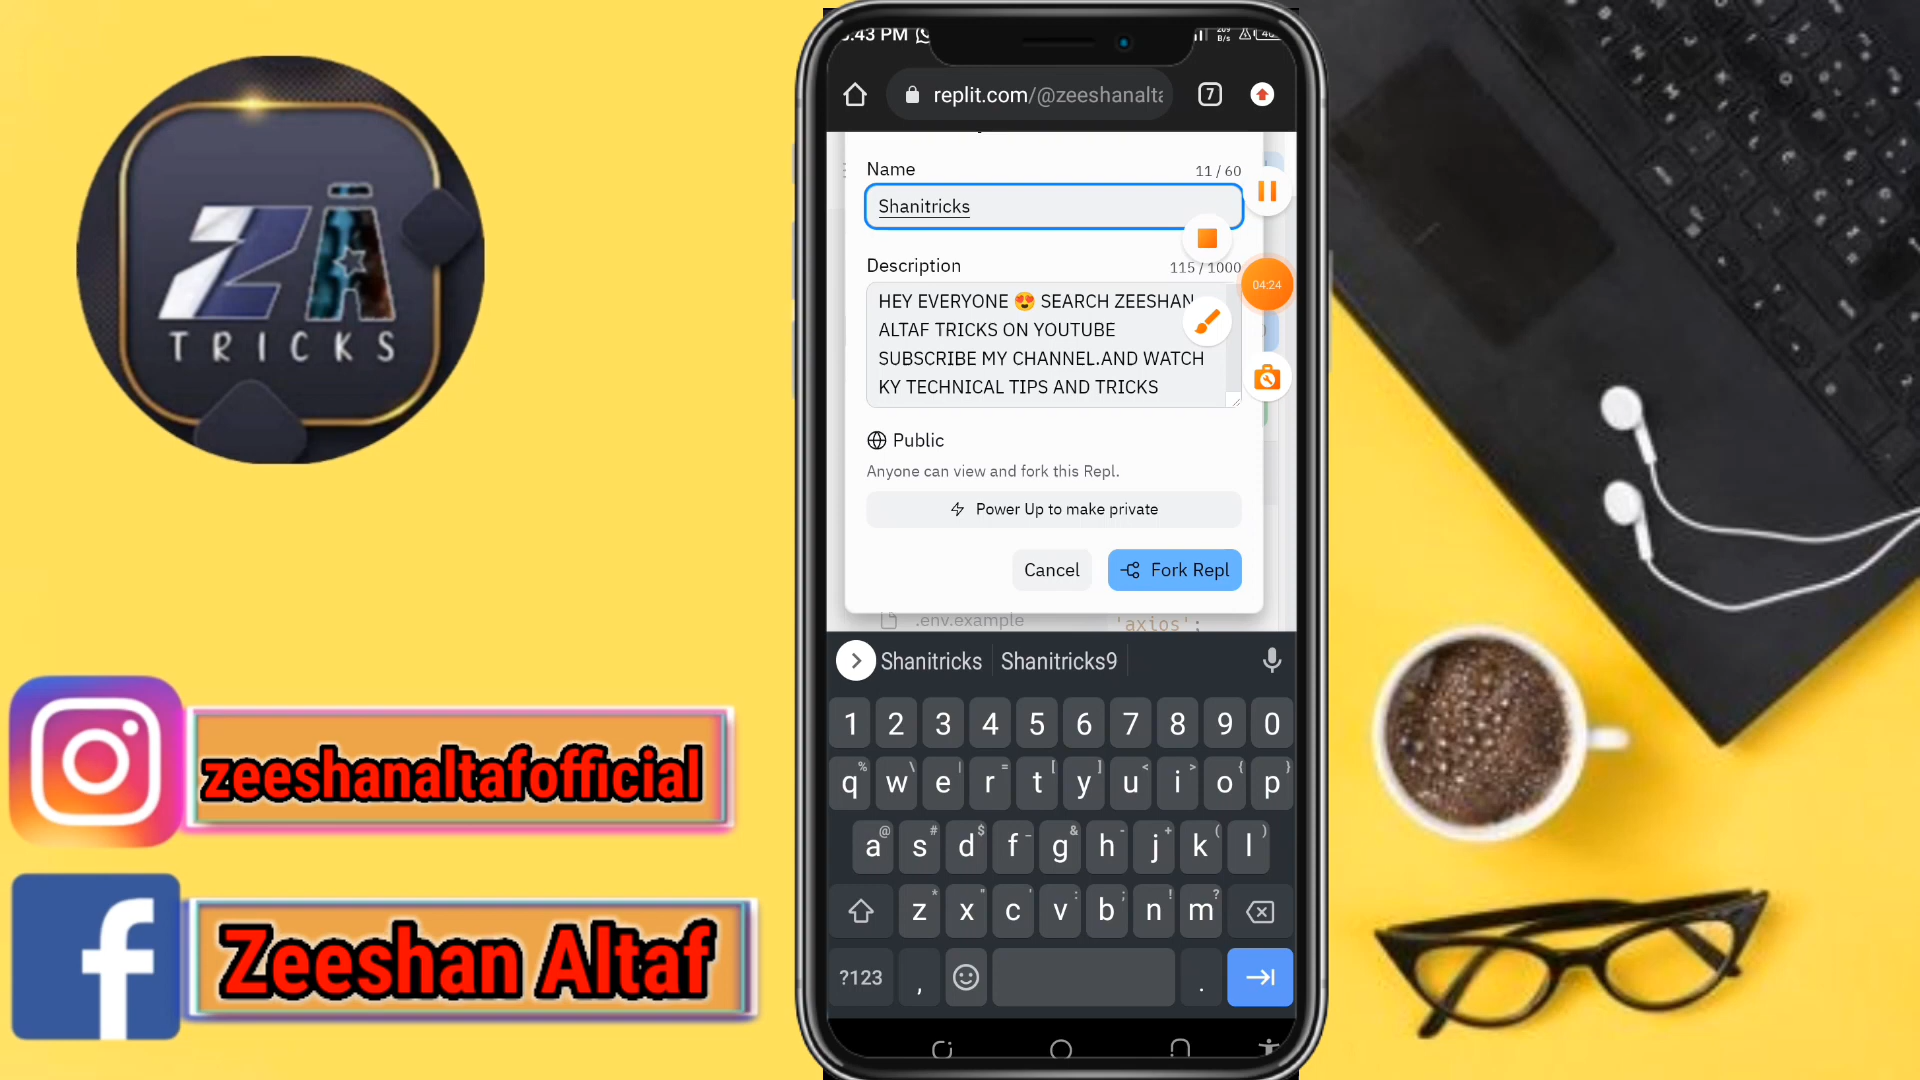 ZA
TRICKS
zeeshanaltafofficial
Zeeshan Altaf
:43 PM
B/s
replit.com/@zeeshanalta
7
Name
11 / 60
Shanitricks
Description
115 / 1000
04:24
HEY EVERYONE 😍 SEARCH ZEESHAN
ALTAF TRICKS ON YOUTUBE
SUBSCRIBE MY CHANNEL.AND WATCH
KY TECHNICAL TIPS AND TRICKS
Public
Anyone can view and fork this Repl.
Power Up to make private
Cancel
Fork Repl
.env.example
'axios';
Shanitricks
Shanitricks9
1 2 3 4 5 6 7 8 9 0
q w e r t y u i o p
a s d f g h j k l
z x c v b n m
?123 , .